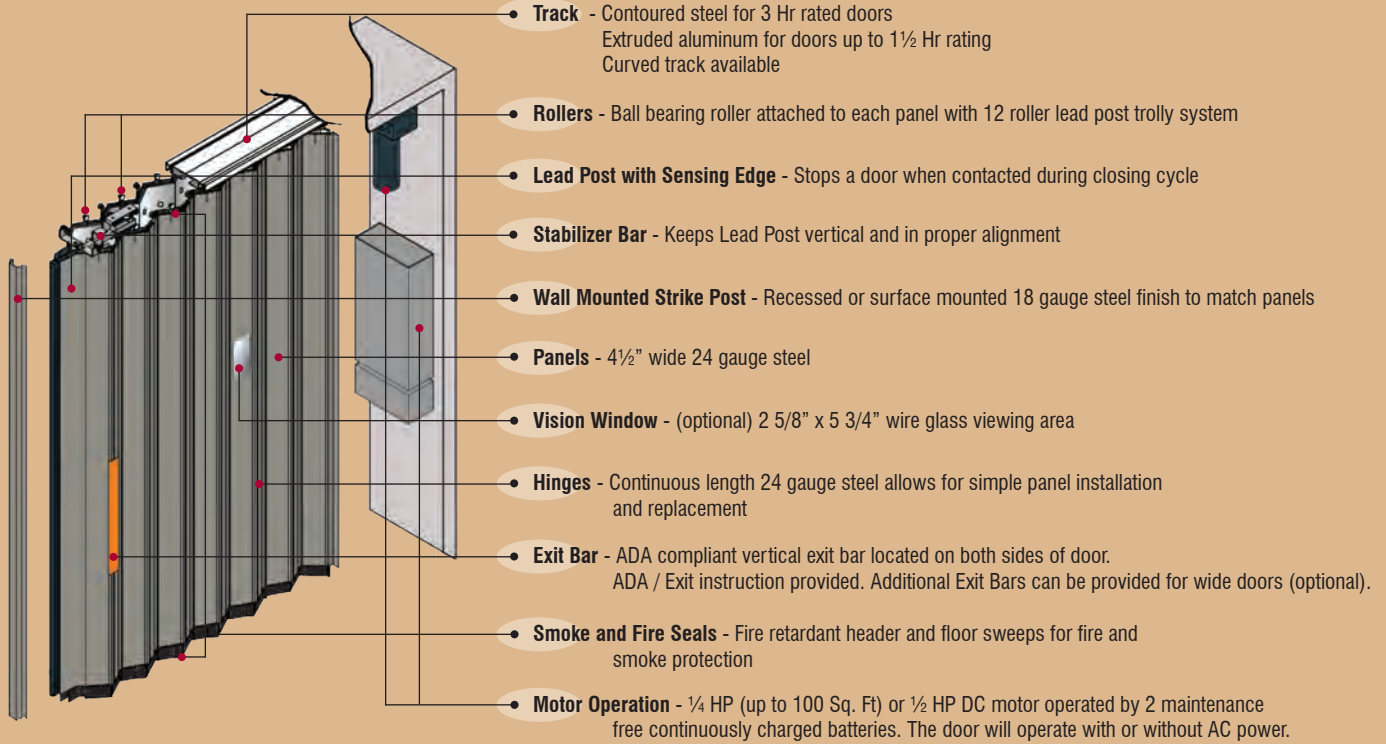 Track - Contoured steel for 3 Hr rated doors
Extruded aluminum for doors up to 1½ Hr rating
Curved track available
Rollers - Ball bearing roller attached to each panel with 12 roller lead post trolly system
Lead Post with Sensing Edge - Stops a door when contacted during closing cycle
Stabilizer Bar - Keeps Lead Post vertical and in proper alignment
Wall Mounted Strike Post - Recessed or surface mounted 18 gauge steel finish to match panels
Panels - 4½” wide 24 gauge steel
Vision Window - (optional) 2 5/8” x 5 3/4” wire glass viewing area
Hinges - Continuous length 24 gauge steel allows for simple panel installation
and replacement
Exit Bar - ADA compliant vertical exit bar located on both sides of door.
ADA / Exit instruction provided. Additional Exit Bars can be provided for wide doors (optional).
Smoke and Fire Seals - Fire retardant header and floor sweeps for fire and
smoke protection
Motor Operation - ¼ HP (up to 100 Sq. Ft) or ½ HP DC motor operated by 2 maintenance
free continuously charged batteries. The door will operate with or without AC power.